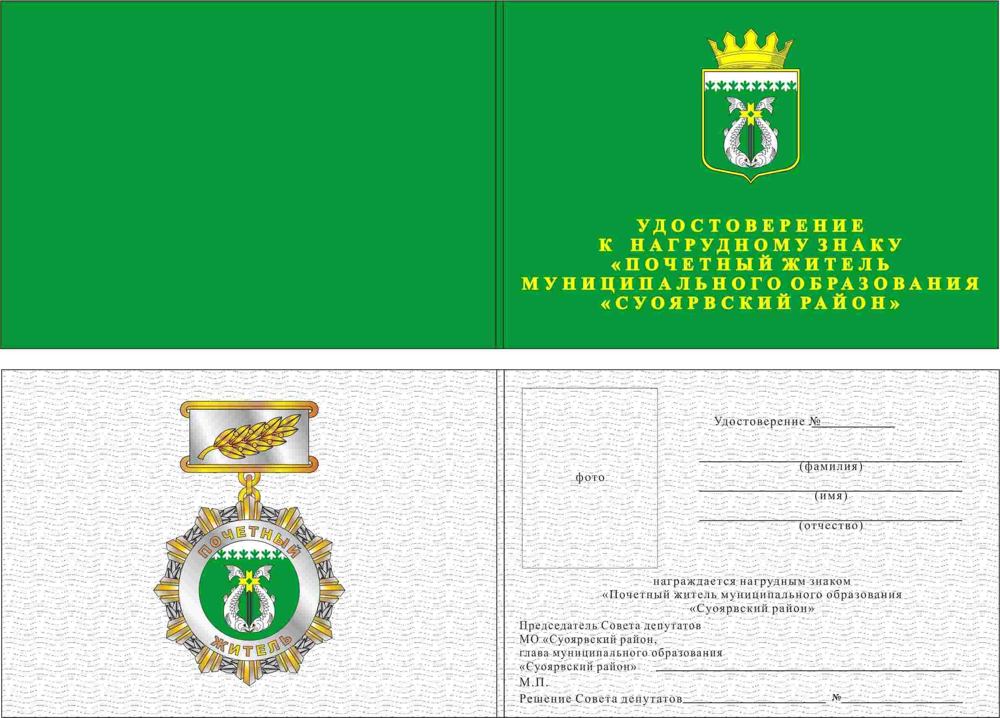 УДОСТОВЕРЕНИЕ
К НАГРУДНОМУ ЗНАКУ
«ПОЧЕТНЫЙ ЖИТЕЛЬ
МУНИЦИПАЛЬНОГО ОБРАЗОВАНИЯ
«СУОЯРВСКИЙ РАЙОН»
ПОЧЕТНЫЙ
ЖИТЕЛЬ
фото
Удостоверение №
(фамилия)
(имя)
(отчество)
награждается нагрудным знаком
«Почетный житель муниципального образования
«Суоярвский район»
Председатель Совета депутатов
МО «Суоярвский район,
глава муниципального образования
«Суоярвский район»
М.П.
Решение Совета депутатов №